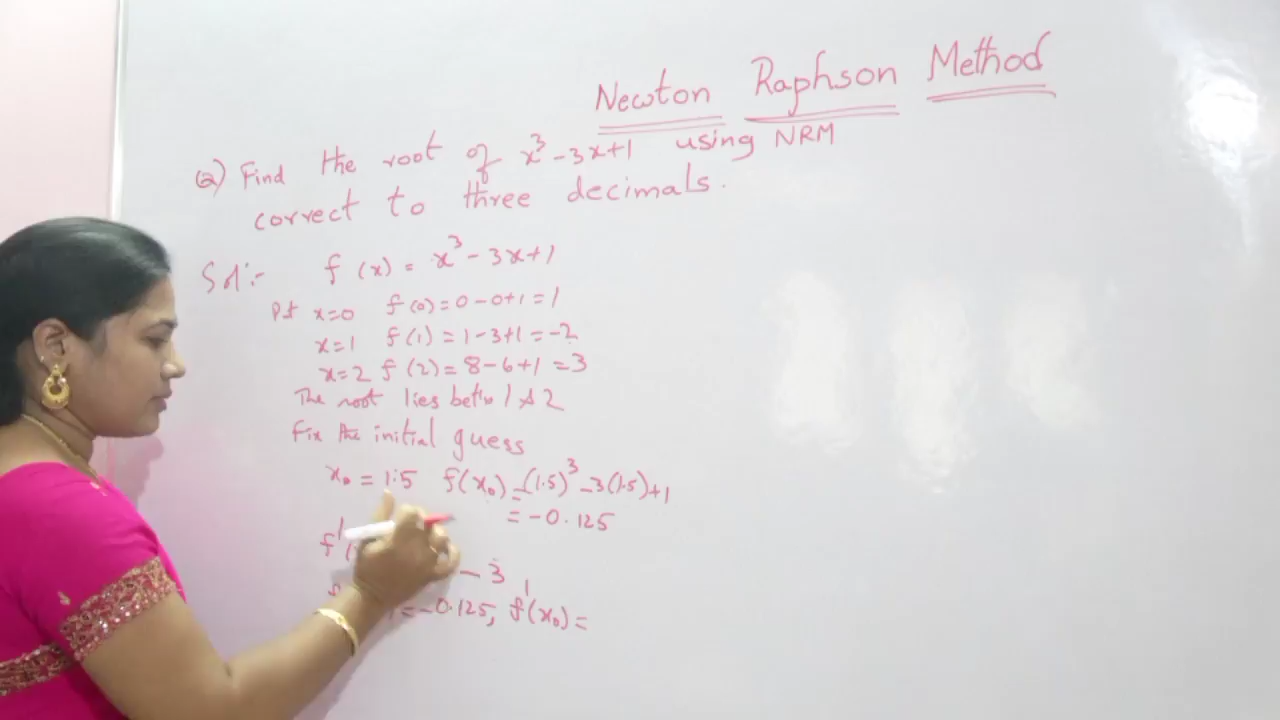 Newton Raphson Method
Q) Find the root of x³-3x+1 using NRM
correct to three decimals.
Sol:- f(x) = x³-3x+1
Put x=0 f(0)=0-0+1=1
x=1 f(1)=1-3+1=-2
x=2 f(2)=8-6+1=3
The root lies betn 1 & 2
Fix the initial guess
x₀ = 1.5 f(x₀) = (1.5)³-3(1.5)+1
= -0.125
f'(
- 3
= -0.125, f'(x₀) =